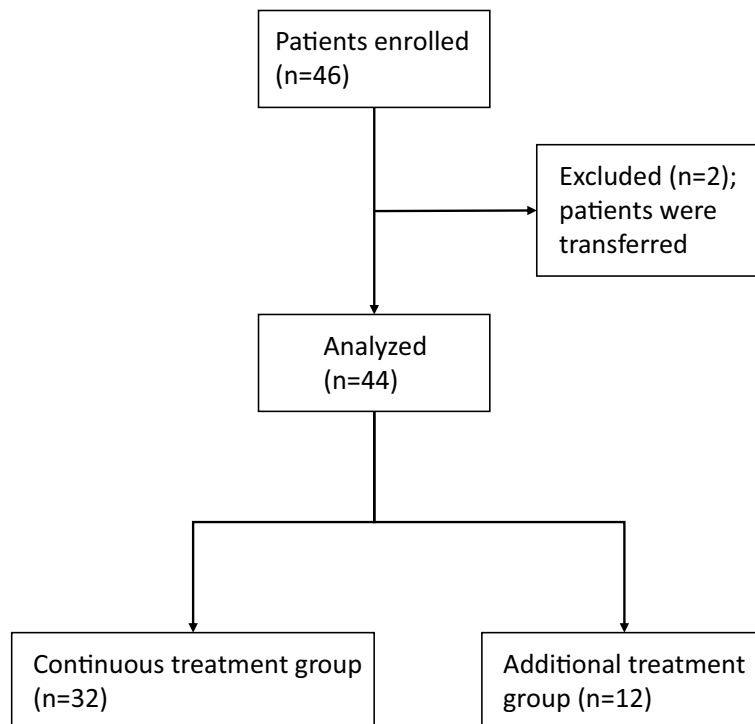 Patients enrolled
(n=46)
Excluded (n=2);
patients were
transferred
Analyzed
(n=44)
Continuous treatment group
(n=32)
Additional treatment
group (n=12)